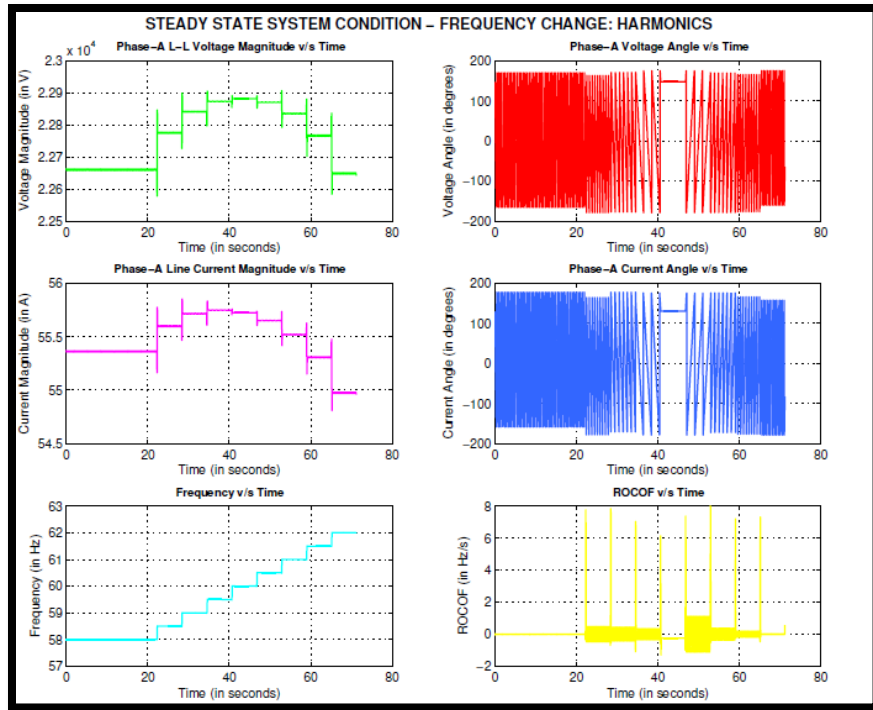 STEADY STATE SYSTEM CONDITION – FREQUENCY CHANGE: HARMONICS
Phase–A L–L Voltage Magnitude v/s Time
x 10⁴
Voltage Magnitude (in V)
2.3
2.29
2.28
2.27
2.26
2.25
0 20 40 60 80
Time (in seconds)
Phase–A Voltage Angle v/s Time
Voltage Angle (in degrees)
200
100
0
−100
−200
0 20 40 60 80
Time (in seconds)
Phase–A Line Current Magnitude v/s Time
Current Magnitude (in A)
56
55.5
55
54.5
0 20 40 60 80
Time (in seconds)
Phase–A Current Angle v/s Time
Current Angle (in degrees)
200
100
0
−100
−200
0 20 40 60 80
Time (in seconds)
Frequency v/s Time
Frequency (in Hz)
63
62
61
60
59
58
57
0 20 40 60 80
Time (in seconds)
ROCOF v/s Time
ROCOF (in Hz/s)
8
6
4
2
0
−2
0 20 40 60 80
Time (in seconds)